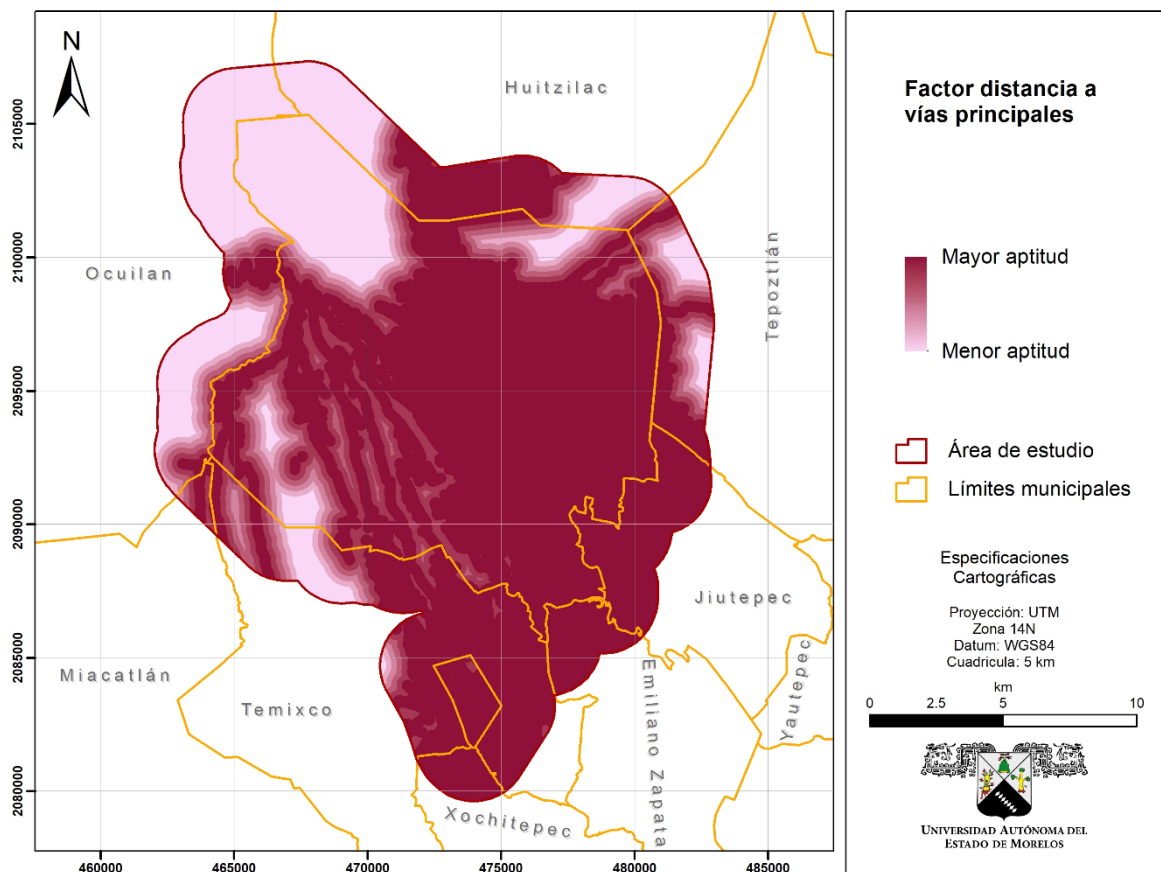 N
Huitzilac
Ocuilan
Tepoztlán
Jiutepec
Miacatlán
Temixco
Emiliano Zapata
Yautepec
Xochitepec
2105000
2100000
2095000
2090000
2085000
2080000
460000 465000 470000 475000 480000 485000
Factor distancia a
vías principales
Mayor aptitud
Menor aptitud
Área de estudio
Límites municipales
Especificaciones
Cartográficas
Proyección: UTM
Zona 14N
Datum: WGS84
Cuadricula: 5 km
km
0 2.5 5 10
UNIVERSIDAD AUTÓNOMA DEL
ESTADO DE MORELOS